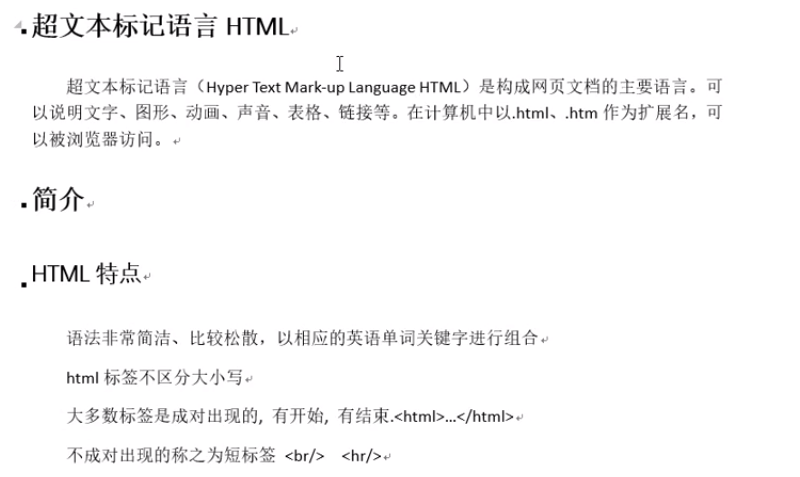 超文本标记语言 HTML
超文本标记语言（Hyper Text Mark-up Language HTML）是构成网页文档的主要语言。可
以说明文字、图形、动画、声音、表格、链接等。在计算机中以.html、.htm 作为扩展名，可
以被浏览器访问。
简介
HTML 特点
语法非常简洁、比较松散，以相应的英语单词关键字进行组合
html 标签不区分大小写
大多数标签是成对出现的, 有开始, 有结束.<html>...</html>
不成对出现的称之为短标签 <br/> <hr/>